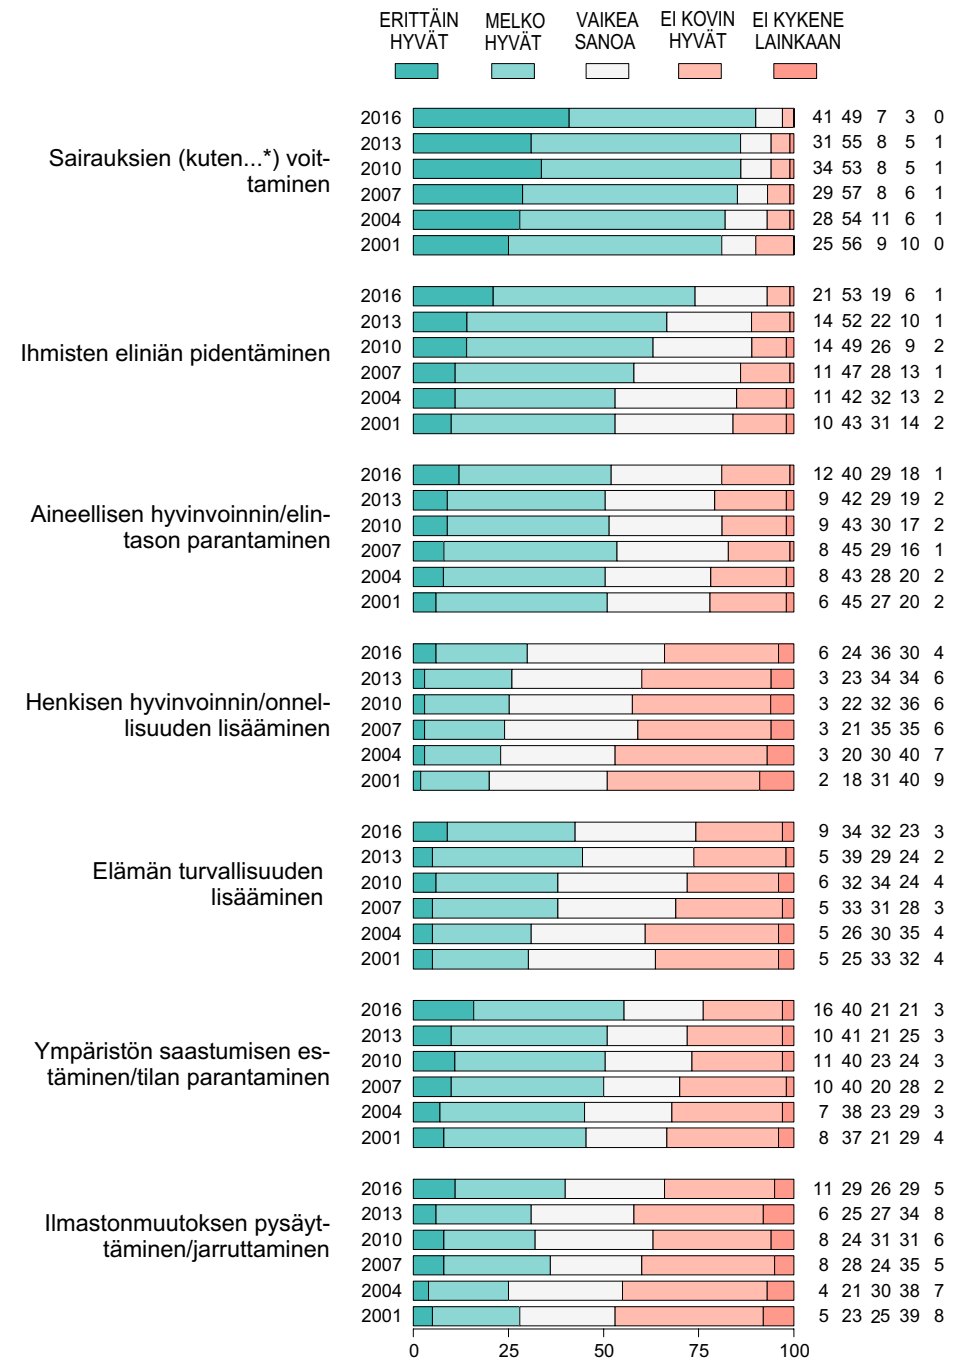 ERITTÄIN HYVÄT
MELKO HYVÄT
VAIKEA SANOA
EI KOVIN HYVÄT
EI KYKENE LAINKAAN
Sairauksien (kuten...*) voit-
taminen
2016 41 49 7 3 0
2013 31 55 8 5 1
2010 34 53 8 5 1
2007 29 57 8 6 1
2004 28 54 11 6 1
2001 25 56 9 10 0
Ihmisten eliniän pidentäminen
2016 21 53 19 6 1
2013 14 52 22 10 1
2010 14 49 26 9 2
2007 11 47 28 13 1
2004 11 42 32 13 2
2001 10 43 31 14 2
Aineellisen hyvinvoinnin/elin-
tason parantaminen
2016 12 40 29 18 1
2013 9 42 29 19 2
2010 9 43 30 17 2
2007 8 45 29 16 1
2004 8 43 28 20 2
2001 6 45 27 20 2
Henkisen hyvinvoinnin/onnel-
lisuuden lisääminen
2016 6 24 36 30 4
2013 3 23 34 34 6
2010 3 22 32 36 6
2007 3 21 35 35 6
2004 3 20 30 40 7
2001 2 18 31 40 9
Elämän turvallisuuden
lisääminen
2016 9 34 32 23 3
2013 5 39 29 24 2
2010 6 32 34 24 4
2007 5 33 31 28 3
2004 5 26 30 35 4
2001 5 25 33 32 4
Ympäristön saastumisen es-
täminen/tilan parantaminen
2016 16 40 21 21 3
2013 10 41 21 25 3
2010 11 40 23 24 3
2007 10 40 20 28 2
2004 7 38 23 29 3
2001 8 37 21 29 4
Ilmastonmuutoksen pysäyt-
täminen/jarruttaminen
2016 11 29 26 29 5
2013 6 25 27 34 8
2010 8 24 31 31 6
2007 8 28 24 35 5
2004 4 21 30 38 7
2001 5 23 25 39 8
0 25 50 75 100